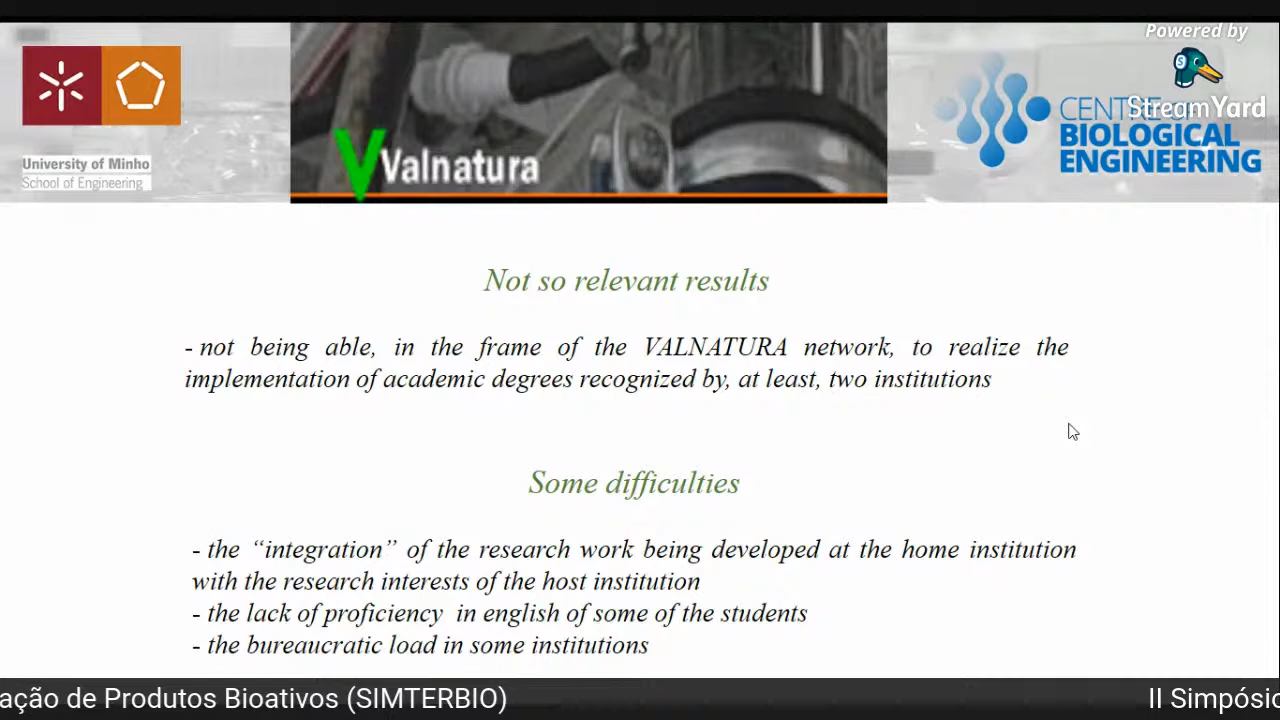 Powered by
StreamYard
University of Minho
School of Engineering
Valnatura
CENTRE
BIOLOGICAL
ENGINEERING
Not so relevant results
- not being able, in the frame of the VALNATURA network, to realize the
implementation of academic degrees recognized by, at least, two institutions
Some difficulties
- the “integration” of the research work being developed at the home institution
with the research interests of the host institution
- the lack of proficiency in english of some of the students
- the bureaucratic load in some institutions
ação de Produtos Bioativos (SIMTERBIO)
II Simpósi